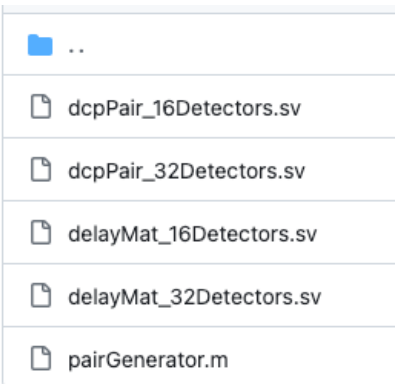 ..
dcpPair_16Detectors.sv
dcpPair_32Detectors.sv
delayMat_16Detectors.sv
delayMat_32Detectors.sv
pairGenerator.m